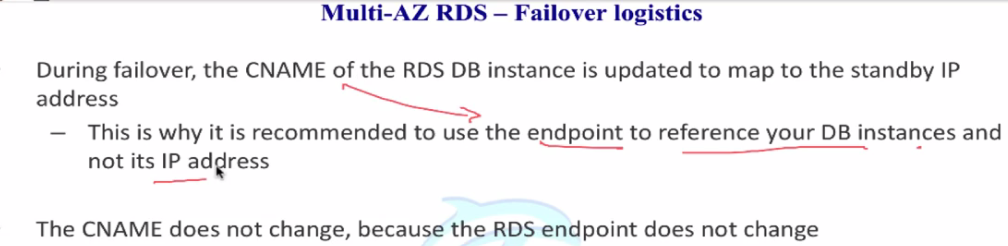 Multi-AZ RDS – Failover logistics
During failover, the CNAME of the RDS DB instance is updated to map to the standby IP
address
– This is why it is recommended to use the endpoint to reference your DB instances and
not its IP address
The CNAME does not change, because the RDS endpoint does not change